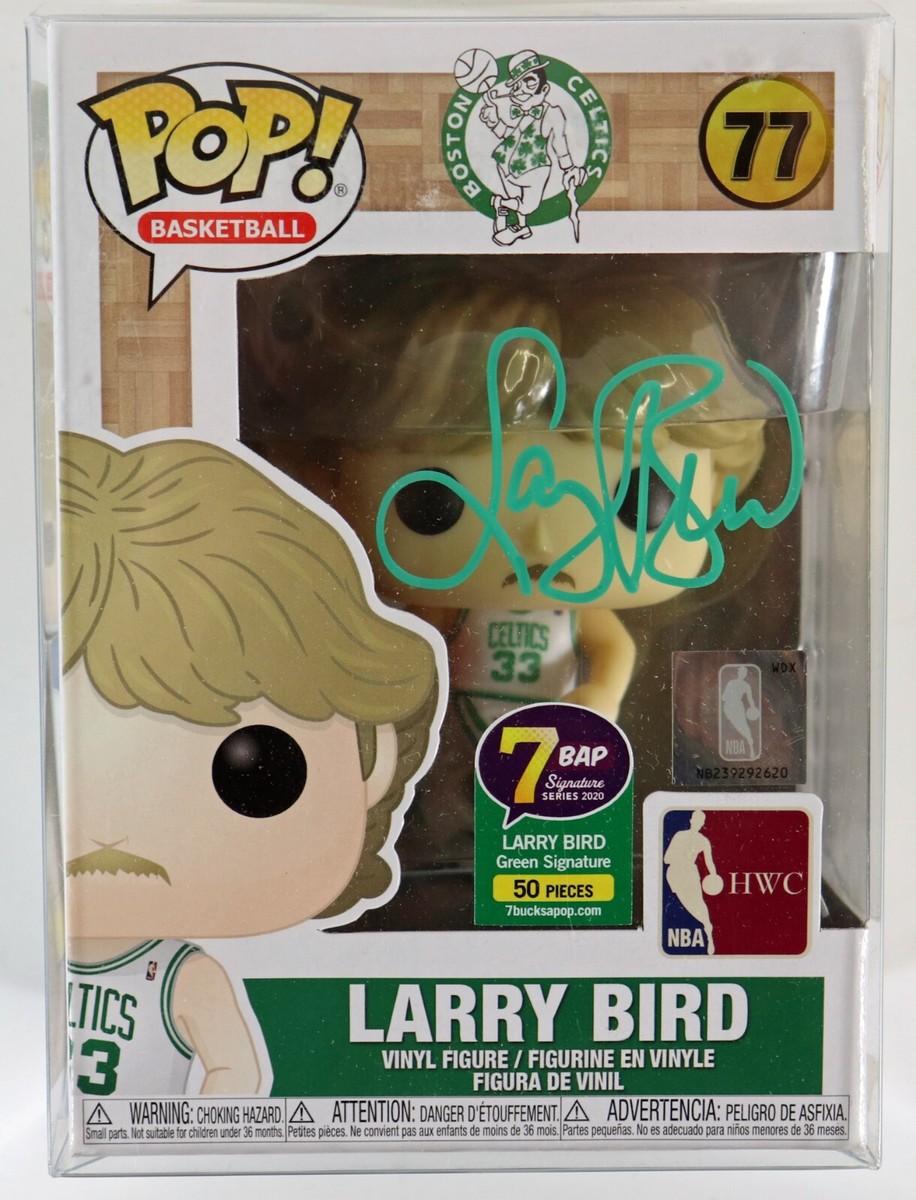 POP!®
BASKETBALL
BOSTON CELTICS
77
Larry Bird
CELTICS
33
WDX
NBA
NB239292620
7 BAP
Signature
SERIES 2020
LARRY BIRD
Green Signature
50 PIECES
7bucksapop.com
HWC
NBA
LTICS
3
LARRY BIRD
VINYL FIGURE / FIGURINE EN VINYLE
FIGURA DE VINIL
WARNING: CHOKING HAZARD.
Small parts. Not suitable for children under 36 months.
ATTENTION: DANGER D'ÉTOUFFEMENT.
Petites pièces. Ne convient pas aux enfants de moins de 36 mois.
ADVERTENCIA: PELIGRO DE ASFIXIA.
Partes pequeñas. No es adecuado para niños menores de 36 meses.